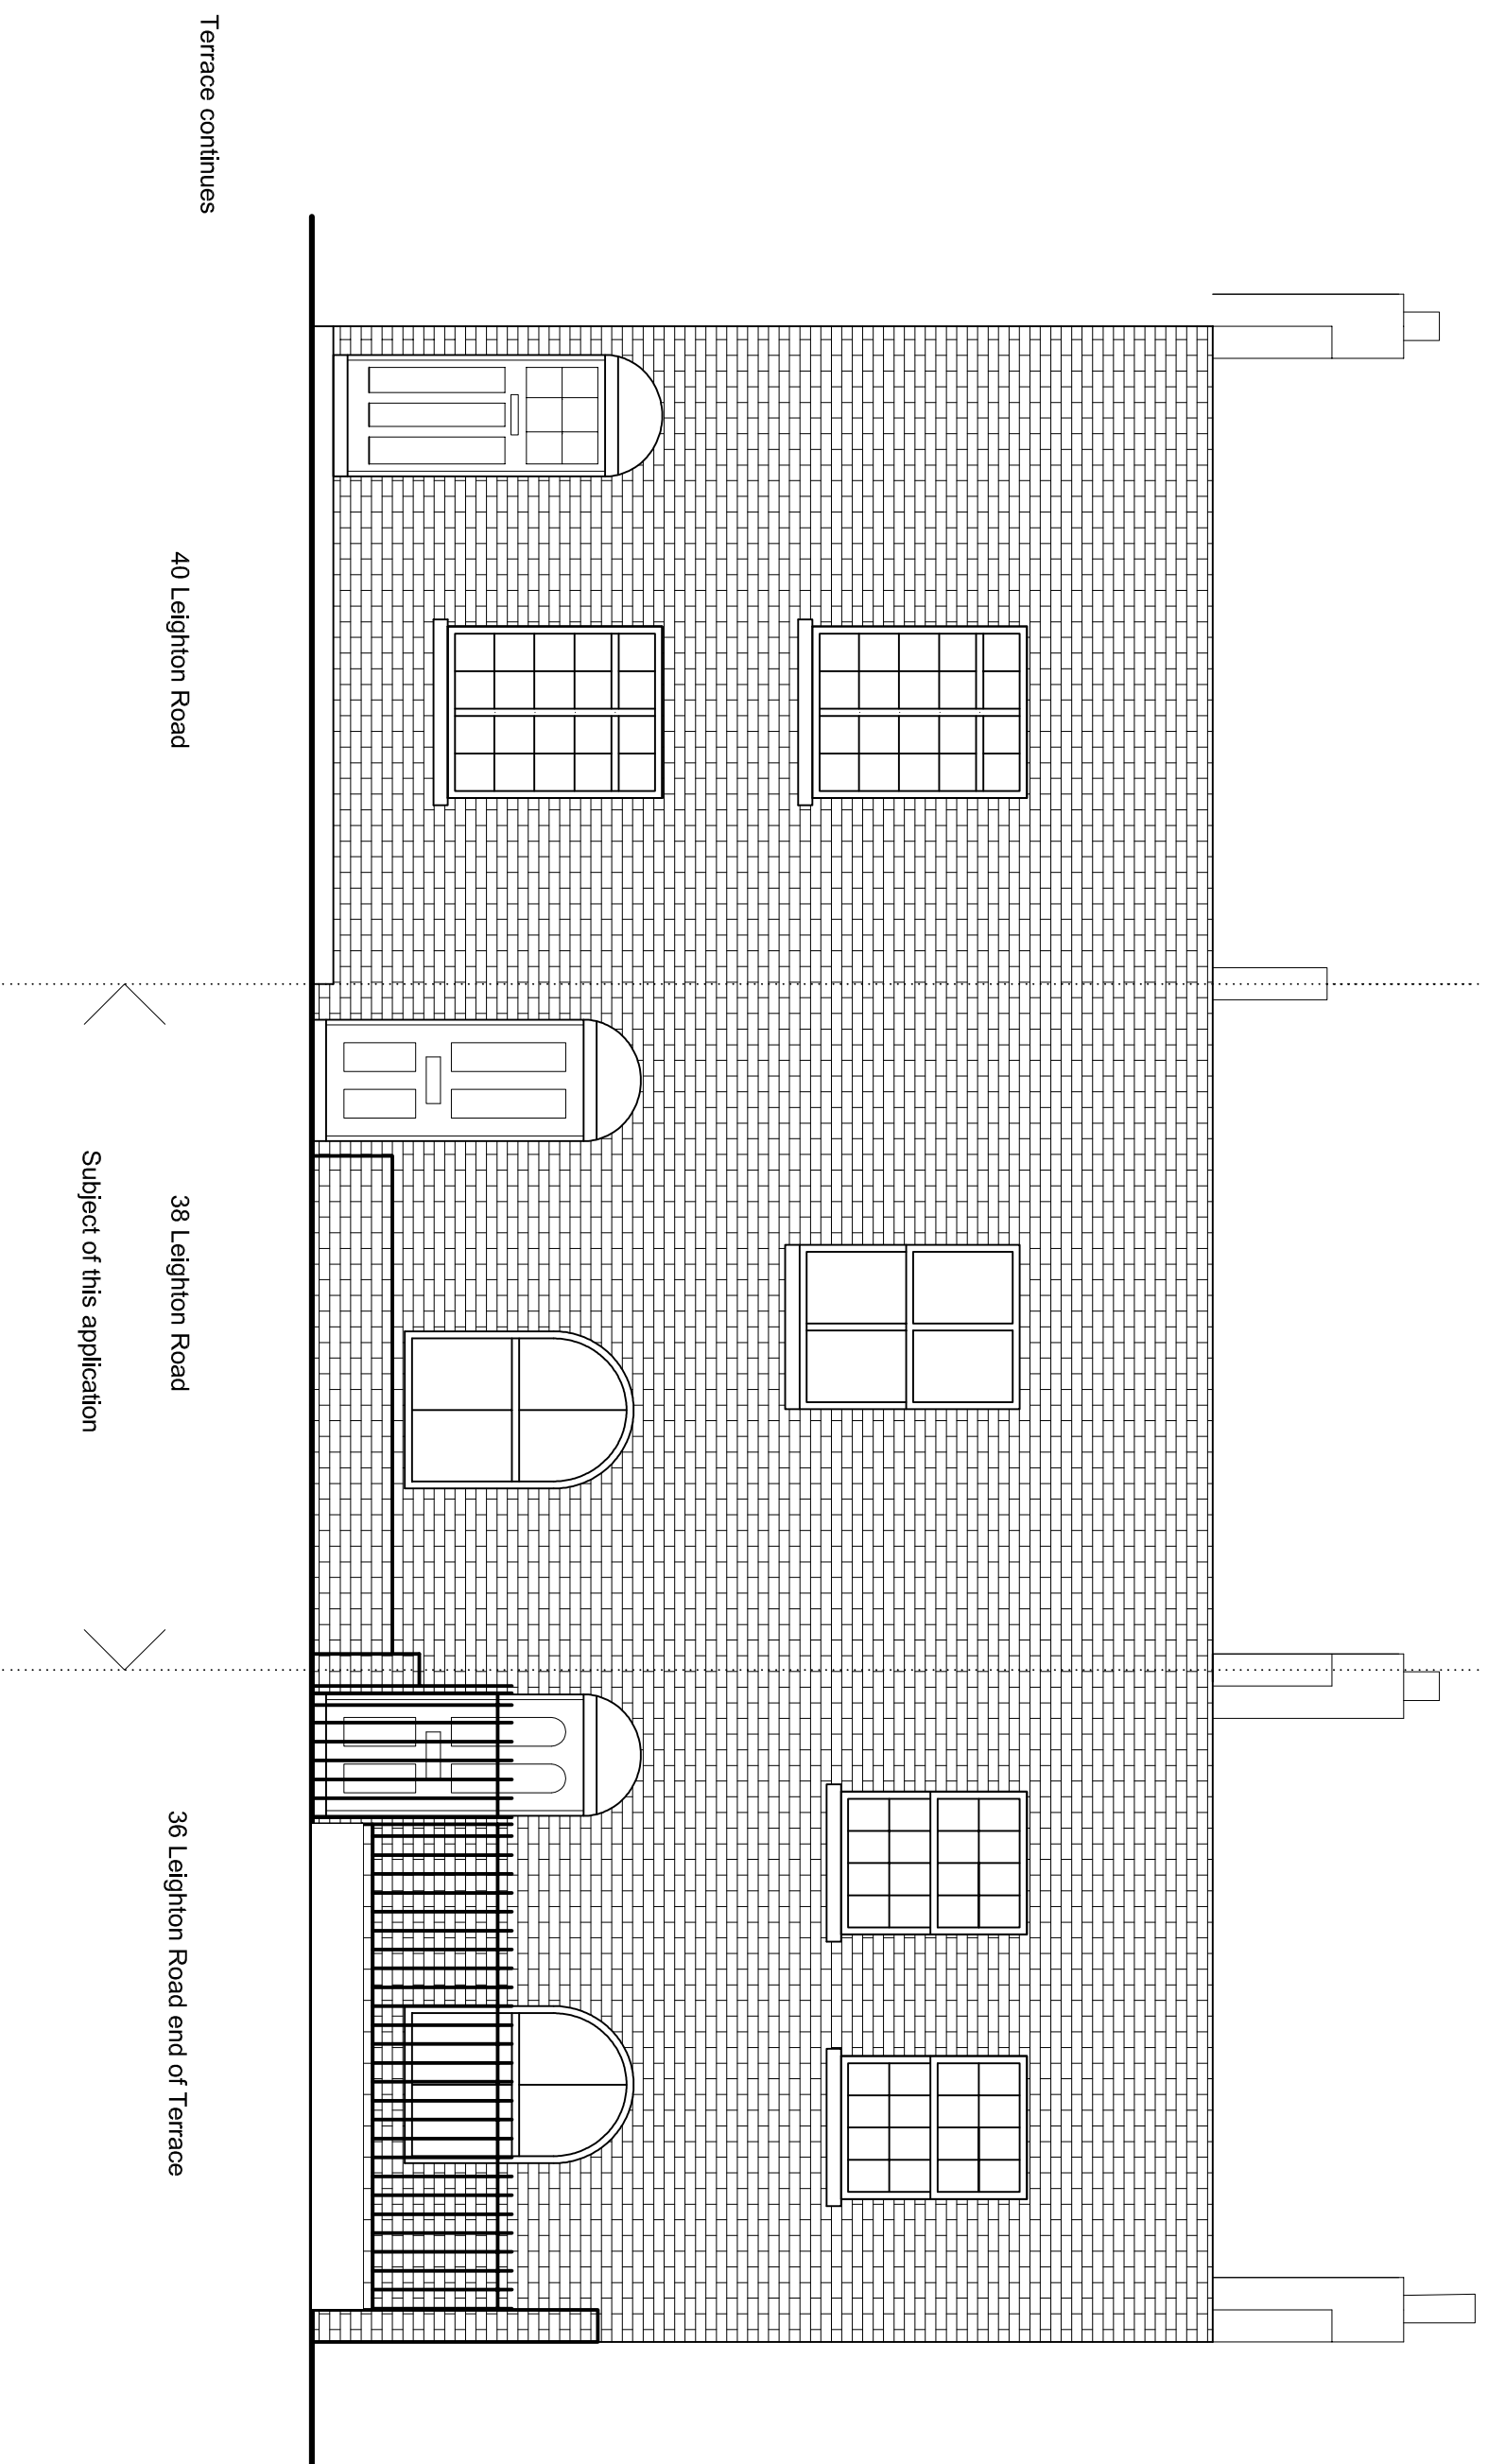 Terrace continues
40 Leighton Road
38 Leighton Road
Subject of this application
36 Leighton Road end of Terrace